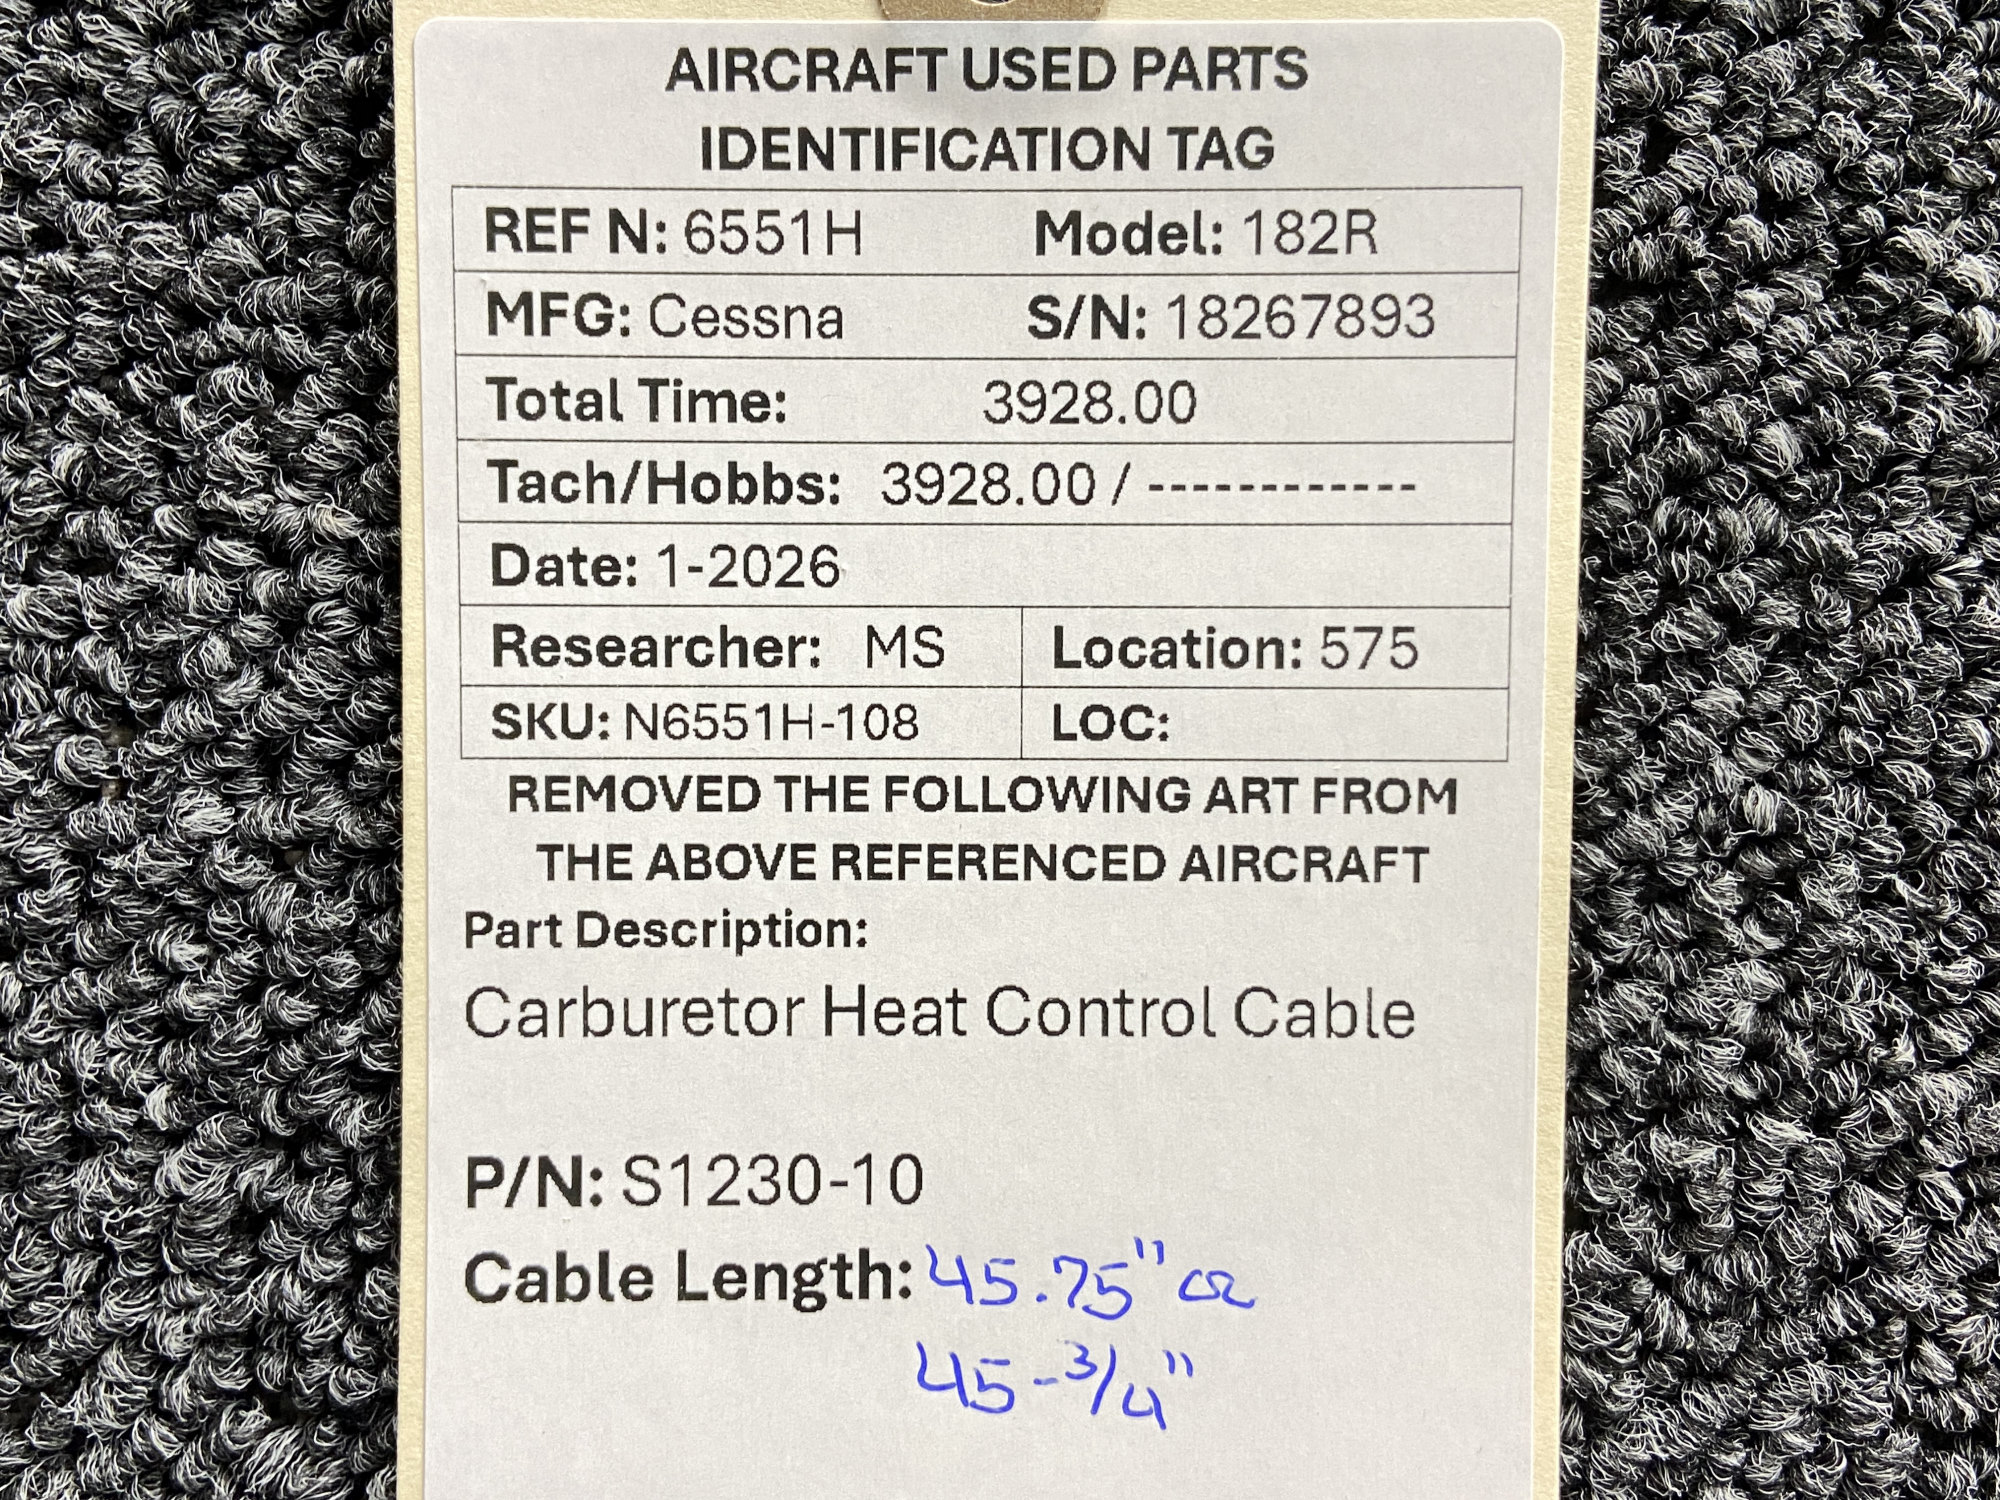 AIRCRAFT USED PARTS
IDENTIFICATION TAG
REF N: 6551H Model: 182R
MFG: Cessna S/N: 18267893
Total Time: 3928.00
Tach/Hobbs: 3928.00 / ------------
Date: 1-2026
Researcher: MS Location: 575
SKU: N6551H-108 LOC:
REMOVED THE FOLLOWING ART FROM
THE ABOVE REFERENCED AIRCRAFT
Part Description:
Carburetor Heat Control Cable
P/N: S1230-10
Cable Length: 45.75" OR
45-3/4"